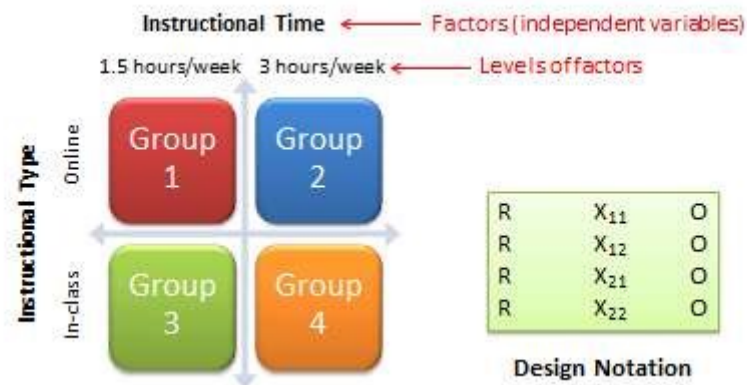 Instructional Time
Factors (independent variables)
1.5 hours/week
3 hours/week
Levels of factors
Instructional Type
Online
Group
1
Group
2
In-class
Group
3
Group
4
R X₁₁ O
R X₁₂ O
R X₂₁ O
R X₂₂ O
Design Notation